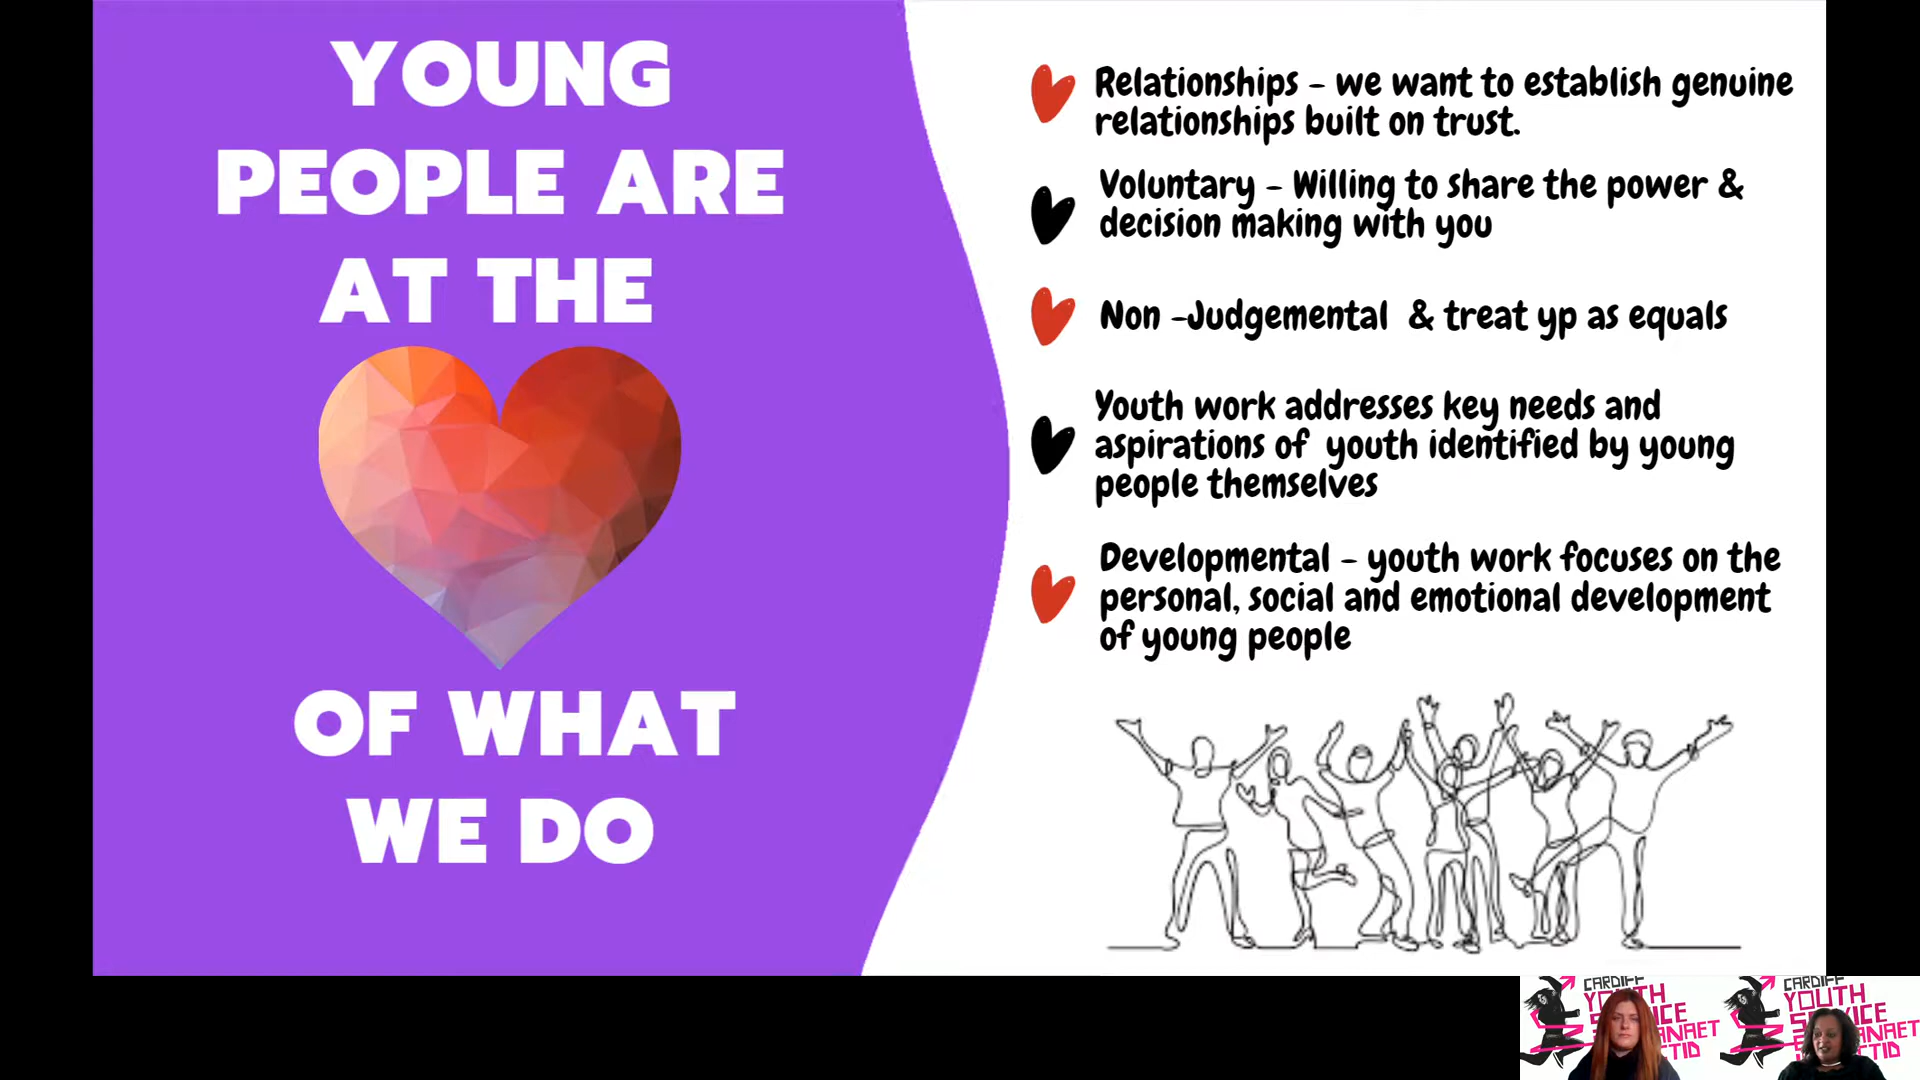 YOUNG
PEOPLE ARE
AT THE
OF WHAT
WE DO
Relationships - we want to establish genuine
relationships built on trust.
Voluntary - Willing to share the power &
decision making with you
Non -Judgemental & treat yp as equals
Youth work addresses key needs and
aspirations of youth identified by young
people themselves
Developmental - youth work focuses on the
personal, social and emotional development
of young people
CARDIFF
YOUTH
CARDIFF
YOUTH